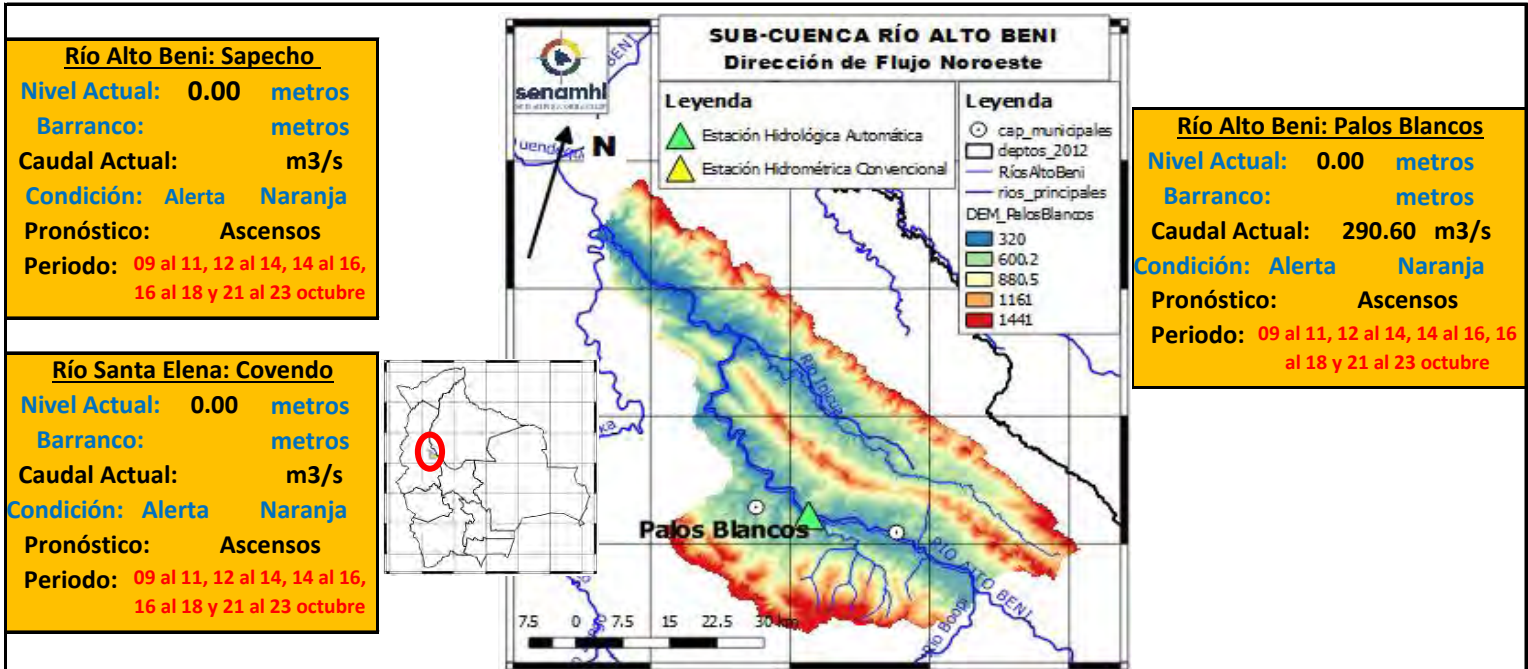 Río Alto Beni: Sapecho
Nivel Actual: 0.00 metros
Barranco: metros
Caudal Actual: m3/s
Condición: Alerta Naranja
Pronóstico: Ascensos
Periodo: 09 al 11, 12 al 14, 14 al 16,
16 al 18 y 21 al 23 octubre
Río Santa Elena: Covendo
Nivel Actual: 0.00 metros
Barranco: metros
Caudal Actual: m3/s
Condición: Alerta Naranja
Pronóstico: Ascensos
Periodo: 09 al 11, 12 al 14, 14 al 16,
16 al 18 y 21 al 23 octubre
senamhi
BENI
SUB-CUENCA RÍO ALTO BENI
Dirección de Flujo Noroeste
Leyenda
Estación Hidrológica Automática
Estación Hidrométrica Convencional
Leyenda
cap_municipales
deptos_2012
RíosAltoBeni
rios_principales
DEM_PalosBlancos
320
600.2
880.5
1161
1441
N
Río Inicua
Palos Blancos
RÍO ALTO BENI
Río Boopi
7.5 0 7.5 15 22.5 30 km
Río Alto Beni: Palos Blancos
Nivel Actual: 0.00 metros
Barranco: metros
Caudal Actual: 290.60 m3/s
Condición: Alerta Naranja
Pronóstico: Ascensos
Periodo: 09 al 11, 12 al 14, 14 al 16, 16
al 18 y 21 al 23 octubre